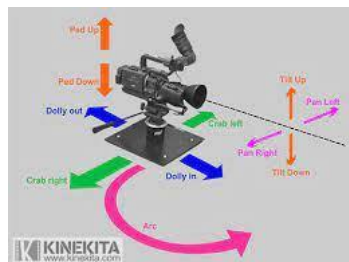 Ped Up
Ped Down
Dolly out
Crab left
Tilt Up
Pan Left
Pan Right
Tilt Down
Crab right
Dolly in
Arc
KINEKITA
www.kinekita.com